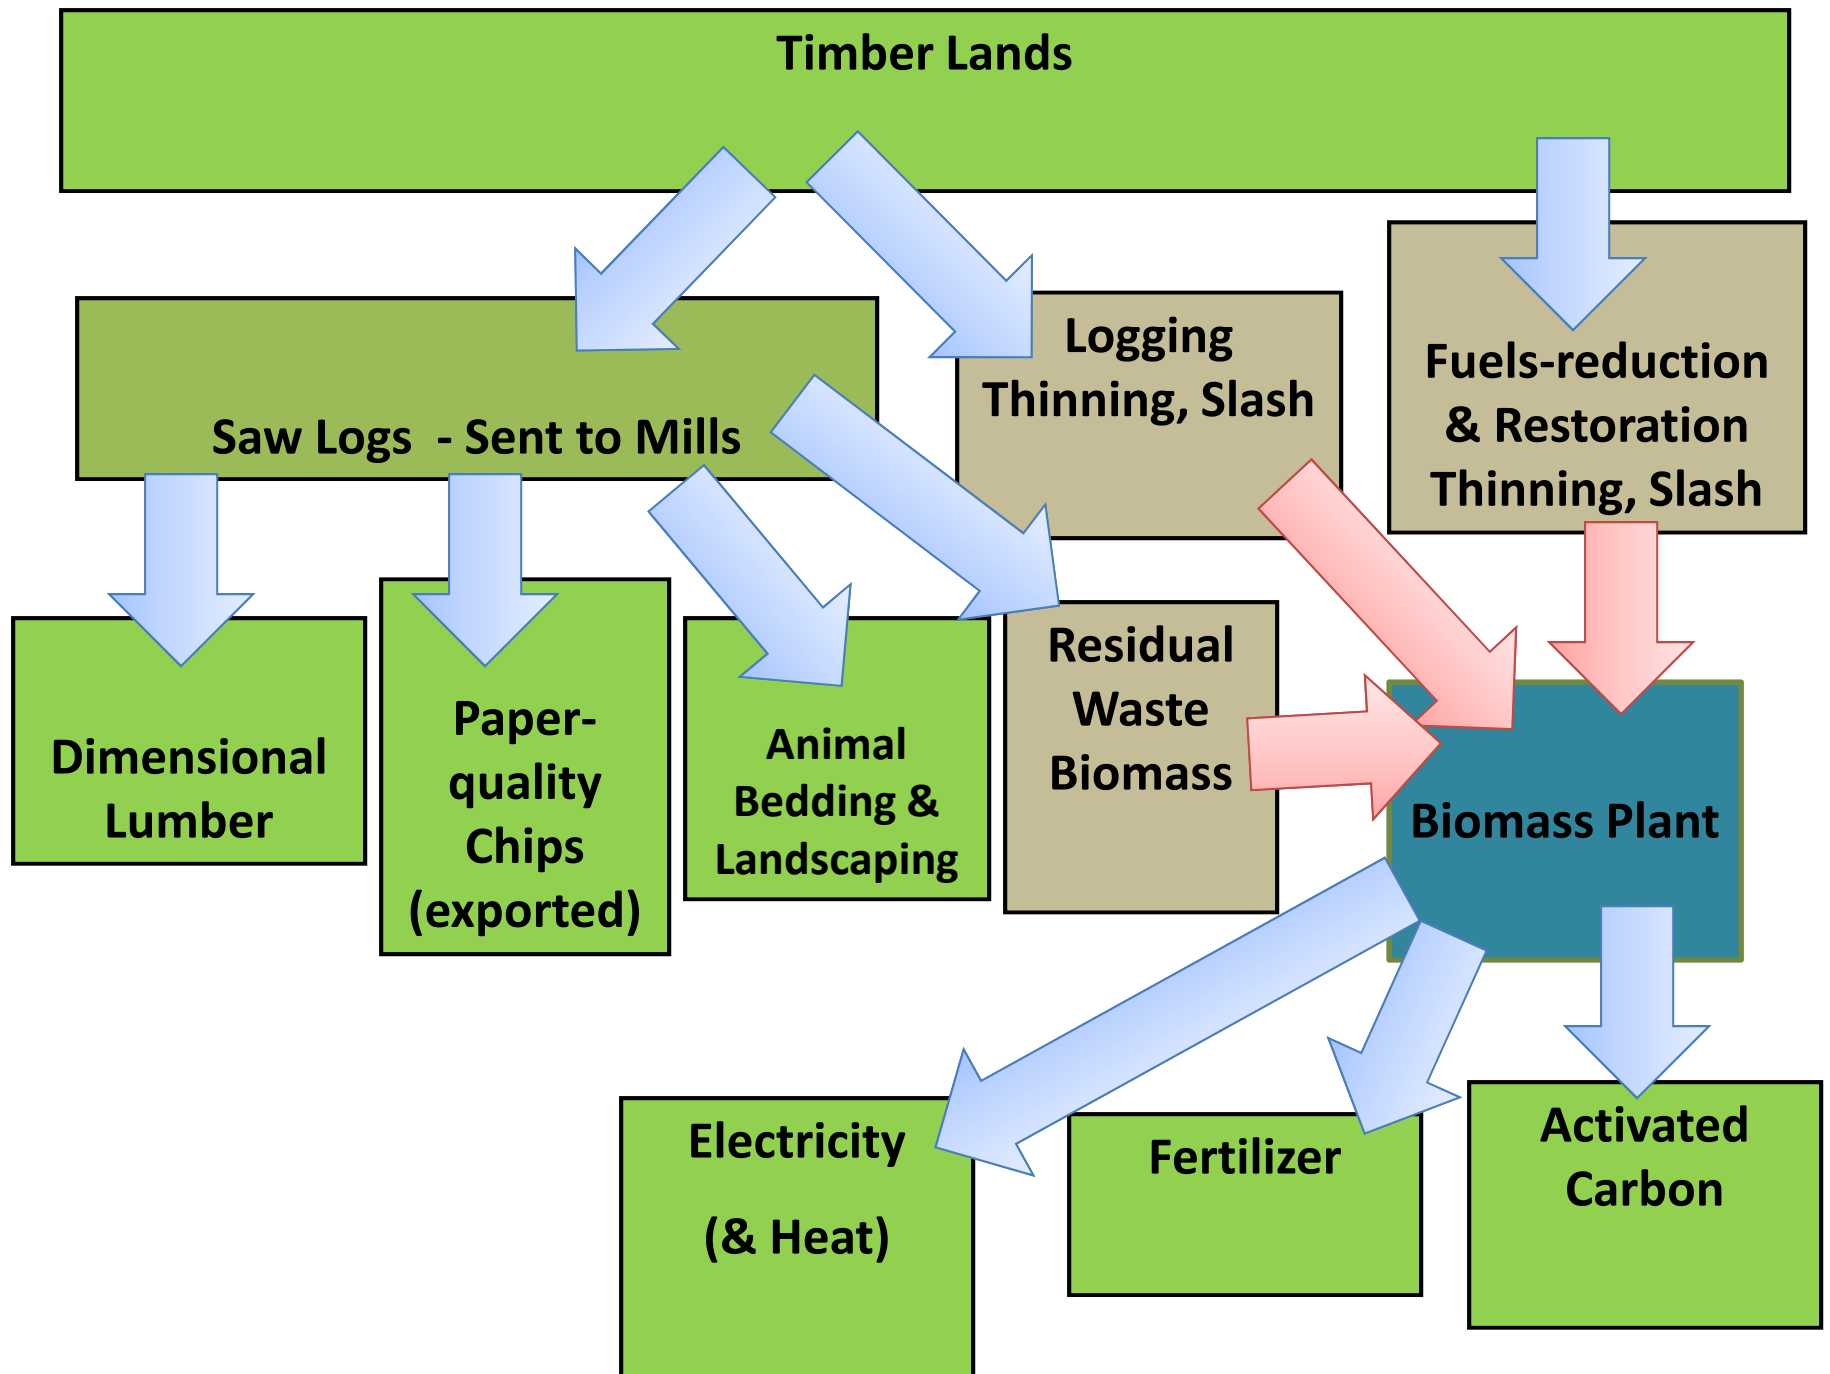 Timber Lands
Saw Logs  - Sent to Mills
Logging
Thinning, Slash
Fuels-reduction
& Restoration
Thinning, Slash
Dimensional
Lumber
Paper-
quality
Chips
(exported)
Animal
Bedding &
Landscaping
Residual
Waste
Biomass
Biomass Plant
Electricity
(& Heat)
Fertilizer
Activated
Carbon